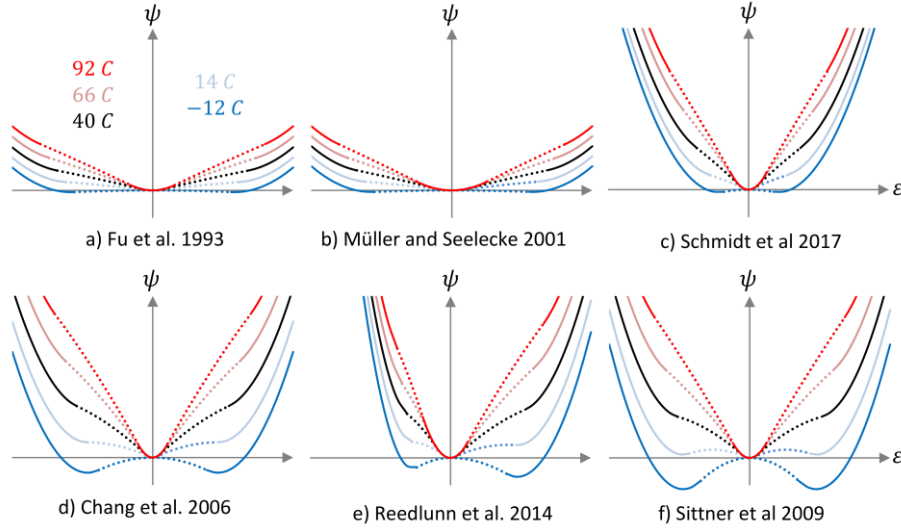 ψ
ψ
ψ
92 C
66 C
40 C
14 C
−12 C
ε
a) Fu et al. 1993
b) Müller and Seelecke 2001
c) Schmidt et al 2017
ψ
ψ
ψ
ε
d) Chang et al. 2006
e) Reedlunn et al. 2014
f) Sittner et al 2009